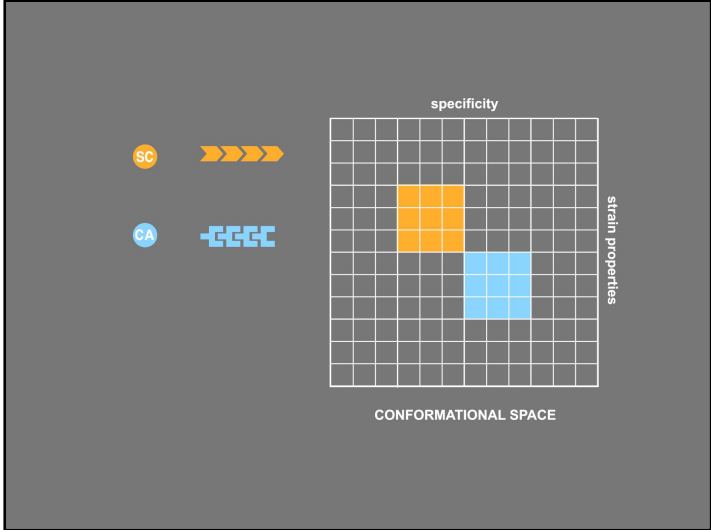 specificity
SC
CA
strain properties
CONFORMATIONAL SPACE